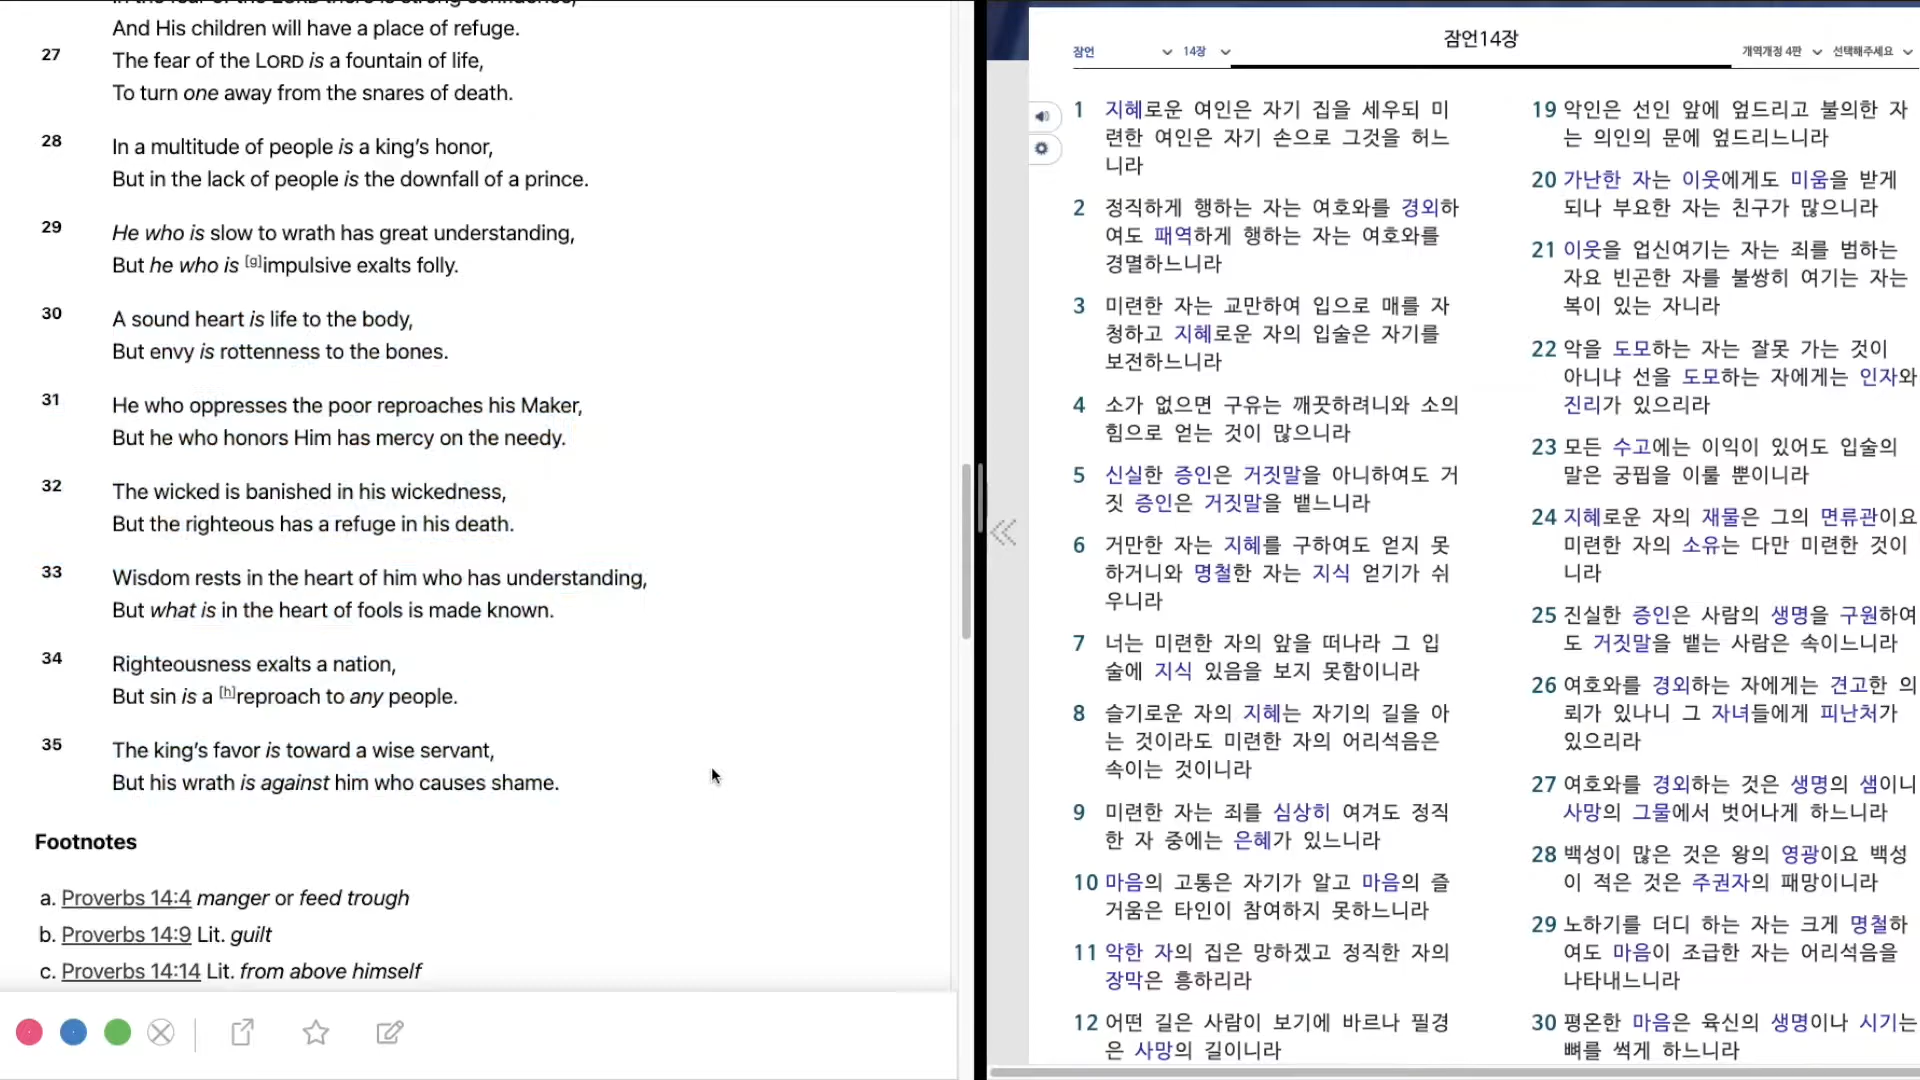 And His children will have a place of refuge.
27 The fear of the LORD is a fountain of life,
To turn one away from the snares of death.
28 In a multitude of people is a king's honor,
But in the lack of people is the downfall of a prince.
29 He who is slow to wrath has great understanding,
But he who is [g]impulsive exalts folly.
30 A sound heart is life to the body,
But envy is rottenness to the bones.
31 He who oppresses the poor reproaches his Maker,
But he who honors Him has mercy on the needy.
32 The wicked is banished in his wickedness,
But the righteous has a refuge in his death.
33 Wisdom rests in the heart of him who has understanding,
But what is in the heart of fools is made known.
34 Righteousness exalts a nation,
But sin is a [h]reproach to any people.
35 The king's favor is toward a wise servant,
But his wrath is against him who causes shame.
Footnotes
a. Proverbs 14:4 manger or feed trough
b. Proverbs 14:9 Lit. guilt
c. Proverbs 14:14 Lit. from above himself
잠언14장
잠언 14장 개역개정 4판 선택해주세요
1 지혜로운 여인은 자기 집을 세우되 미
련한 여인은 자기 손으로 그것을 허느
니라
2 정직하게 행하는 자는 여호와를 경외하
여도 패역하게 행하는 자는 여호와를
경멸하느니라
3 미련한 자는 교만하여 입으로 매를 자
청하고 지혜로운 자의 입술은 자기를
보전하느니라
4 소가 없으면 구유는 깨끗하려니와 소의
힘으로 얻는 것이 많으니라
5 신실한 증인은 거짓말을 아니하여도 거
짓 증인은 거짓말을 뱉느니라
6 거만한 자는 지혜를 구하여도 얻지 못
하거니와 명철한 자는 지식 얻기가 쉬
우니라
7 너는 미련한 자의 앞을 떠나라 그 입
술에 지식 있음을 보지 못함이니라
8 슬기로운 자의 지혜는 자기의 길을 아
는 것이라도 미련한 자의 어리석음은
속이는 것이니라
9 미련한 자는 죄를 심상히 여겨도 정직
한 자 중에는 은혜가 있느니라
10 마음의 고통은 자기가 알고 마음의 즐
거움은 타인이 참여하지 못하느니라
11 악한 자의 집은 망하겠고 정직한 자의
장막은 흥하리라
12 어떤 길은 사람이 보기에 바르나 필경
은 사망의 길이니라
19 악인은 선인 앞에 엎드리고 불의한 자
는 의인의 문에 엎드리느니라
20 가난한 자는 이웃에게도 미움을 받게
되나 부요한 자는 친구가 많으니라
21 이웃을 업신여기는 자는 죄를 범하는
자요 빈곤한 자를 불쌍히 여기는 자는
복이 있는 자니라
22 악을 도모하는 자는 잘못 가는 것이
아니냐 선을 도모하는 자에게는 인자와
진리가 있으리라
23 모든 수고에는 이익이 있어도 입술의
말은 궁핍을 이룰 뿐이니라
24 지혜로운 자의 재물은 그의 면류관이요
미련한 자의 소유는 다만 미련한 것이
니라
25 진실한 증인은 사람의 생명을 구원하여
도 거짓말을 뱉는 사람은 속이느니라
26 여호와를 경외하는 자에게는 견고한 의
뢰가 있나니 그 자녀들에게 피난처가
있으리라
27 여호와를 경외하는 것은 생명의 샘이니
사망의 그물에서 벗어나게 하느니라
28 백성이 많은 것은 왕의 영광이요 백성
이 적은 것은 주권자의 패망이니라
29 노하기를 더디 하는 자는 크게 명철하
여도 마음이 조급한 자는 어리석음을
나타내느니라
30 평온한 마음은 육신의 생명이나 시기는
뼈를 썩게 하느니라